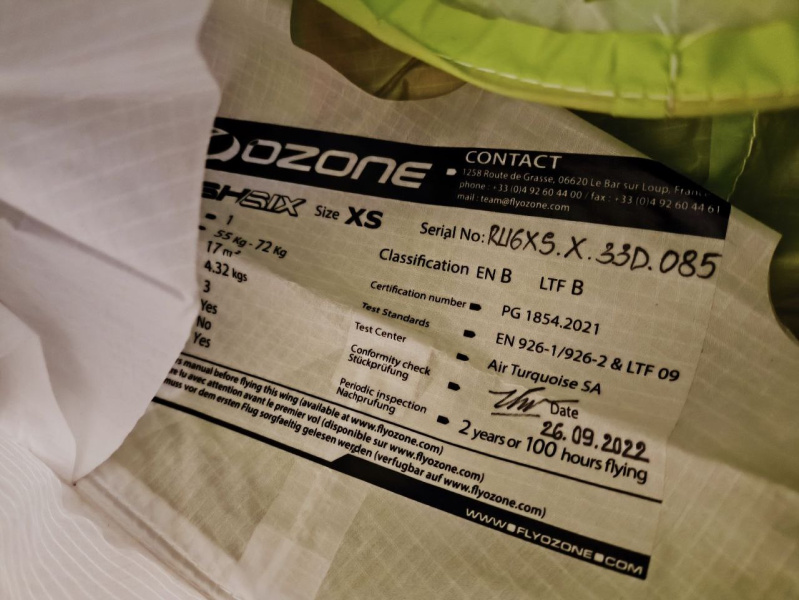 OZONE
CONTACT
1258 Route de Grasse, 06620 Le Bar sur Loup,
phone : +33 (0)4 92 60 44 00 / fax : +33 (0)4 92 60 44 61
mail : team@flyozone.com
Size XS
Serial No: RU6XS.X.33D.085
1
55 Kg - 72 Kg
17 m²
4.32 kgs
3
Yes
No
Yes
Classification EN B LTF B
Certification number PG 1854.2021
Test Standards EN 926-1/926-2 & LTF 09
Test Center Air Turquoise SA
Conformity check
Stückprüfung
Date
26.09.2022
Periodic inspection
Nachprüfung
2 years or 100 hours flying
manual before flying this wing (available at www.flyozone.com)
tu avec attention avant le premier vol (disponible sur www.flyozone.com)
muss vor dem ersten Flug sorgfaeltig gelesen werden (verfugbar auf www.flyozone.com)
WWW.FLYOZONE.COM